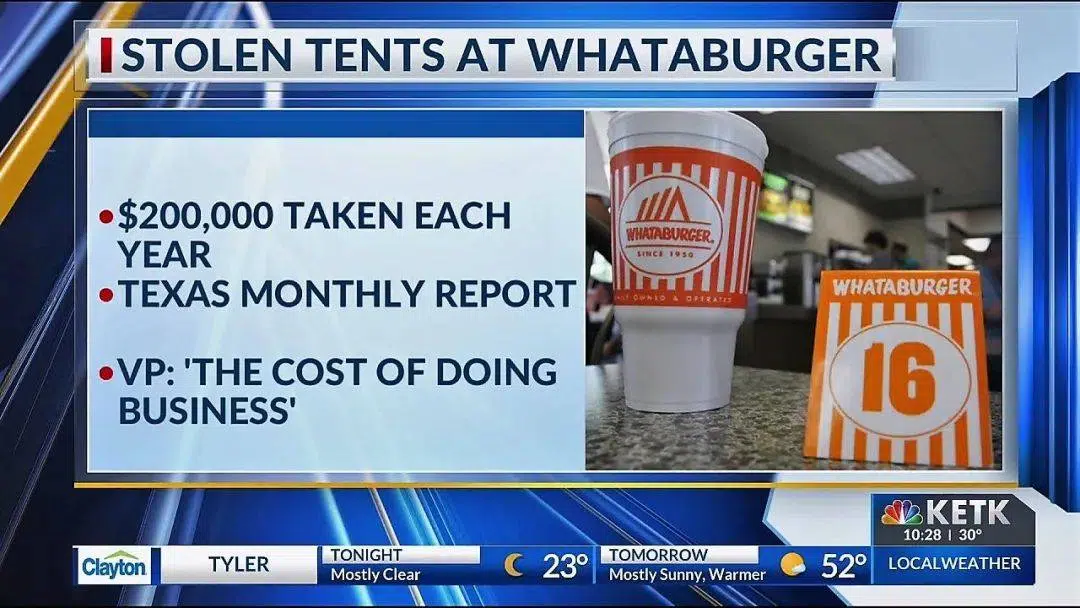 STOLEN TENTS AT WHATABURGER
•$200,000 TAKEN EACH
YEAR
•TEXAS MONTHLY REPORT
•VP: 'THE COST OF DOING
BUSINESS'
WHATABURGER.
SINCE 1950
OWNED & OPERATED
WHATABURGER
16
KETK
10:28 | 30°
LOCALWEATHER
Clayton
TYLER
TONIGHT
Mostly Clear
23°
TOMORROW
Mostly Sunny, Warmer
52°